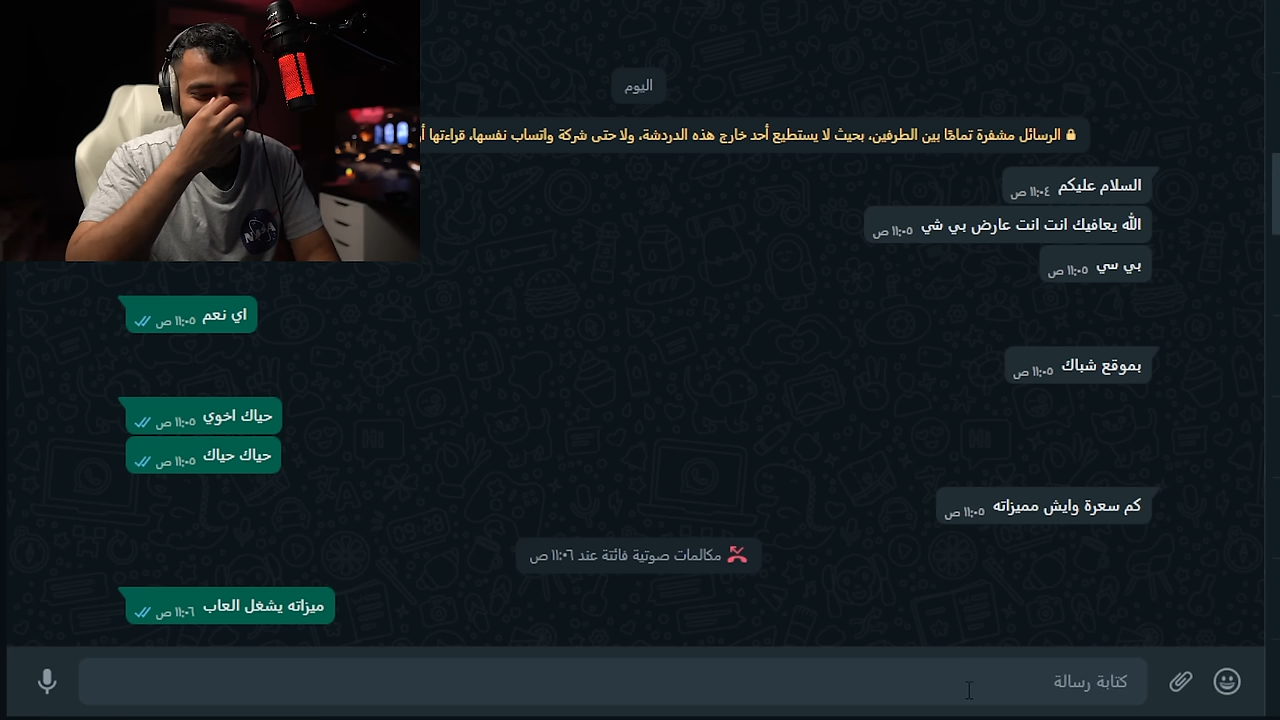 اليوم
الرسائل مشفرة تمامًا بين الطرفين، بحيث لا يستطيع أحد خارج هذه الدردشة، ولا حتى شركة واتساب نفسها، قراءتها
السلام عليكم ١١:٠٤ ص
الله يعافيك انت انت عارض بي شي ١١:٠٥ ص
بي سي ١١:٠٥ ص
اي نعم ١١:٠٥ ص
بموقع شباك ١١:٠٥ ص
حياك اخوي ١١:٠٥ ص
حياك حياك ١١:٠٥ ص
كم سعرة وايش مميزاته ١١:٠٥ ص
مكالمات صوتية فائتة عند ١١:٠٦ ص
ميزاته يشغل العاب ١١:٠٦ ص
كتابة رسالة
NASA